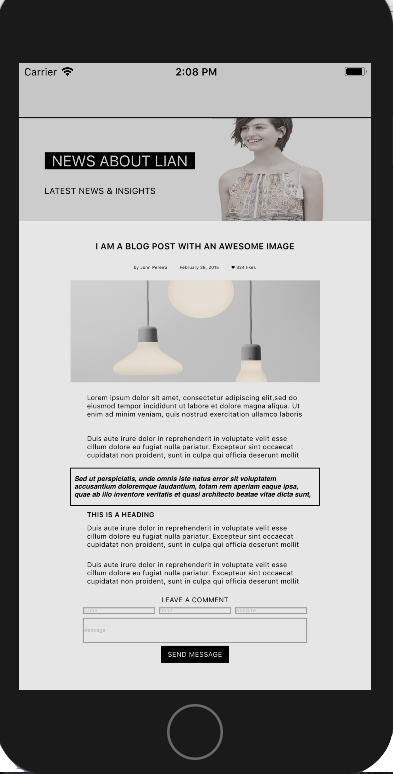 Carrier
2:08 PM
NEWS ABOUT LIAN
LATEST NEWS & INSIGHTS
I AM A BLOG POST WITH AN AWESOME IMAGE
by John Pereira February 26, 2015 ♥ 324 likes
Lorem ipsum dolor sit amet, consectetur adipiscing elit,sed do
eiusmod tempor incididunt ut labore et dolore magna aliqua. Ut
enim ad minim veniam, quis nostrud exercitation ullamco laboris
Duis aute irure dolor in reprehenderit in voluptate velit esse
cillum dolore eu fugiat nulla pariatur. Excepteur sint occaecat
cupidatat non proident, sunt in culpa qui officia deserunt mollit
Sed ut perspiciatis, unde omnis iste natus error sit voluptatem
accusantium doloremque laudantium, totam rem aperiam eaque ipsa,
quae ab illo inventore veritatis et quasi architecto beatae vitae dicta sunt,
THIS IS A HEADING
Duis aute irure dolor in reprehenderit in voluptate velit esse
cillum dolore eu fugiat nulla pariatur. Excepteur sint occaecat
cupidatat non proident, sunt in culpa qui officia deserunt mollit
Duis aute irure dolor in reprehenderit in voluptate velit esse
cillum dolore eu fugiat nulla pariatur. Excepteur sint occaecat
cupidatat non proident, sunt in culpa qui officia deserunt mollit
LEAVE A COMMENT
Message
SEND MESSAGE